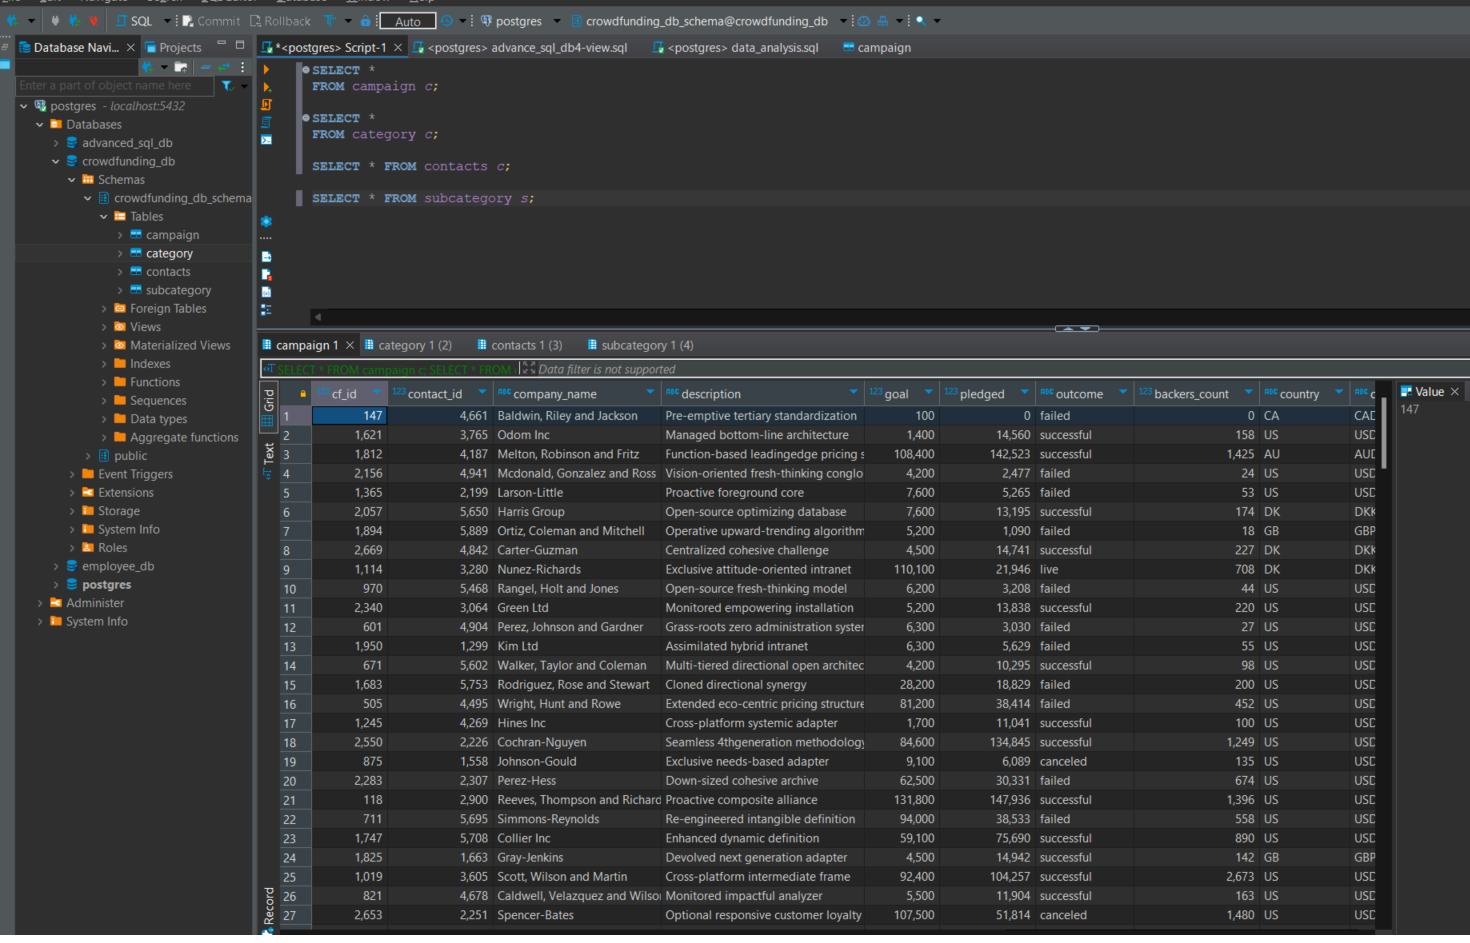 SQL Commit Rollback Auto postgres crowdfunding_db_schema@crowdfunding_db
Database Navi... Projects
*<postgres> Script-1 <postgres> advance_sql_db4-view.sql <postgres> data_analysis.sql campaign
Enter a part of object name here
postgres - localhost:5432
Databases
advanced_sql_db
crowdfunding_db
Schemas
crowdfunding_db_schema
Tables
campaign
category
contacts
subcategory
Foreign Tables
Views
Materialized Views
Indexes
Functions
Sequences
Data types
Aggregate functions
public
Event Triggers
Extensions
Storage
System Info
Roles
employee_db
postgres
Administer
System Info
SELECT *
FROM campaign c;
SELECT *
FROM category c;
SELECT * FROM contacts c;
SELECT * FROM subcategory s;
campaign 1 category 1 (2) contacts 1 (3) subcategory 1 (4)
SELECT * FROM campaign c; SELECT * FROM Data filter is not supported
Grid
Text
Record
123 cf_id 123 contact_id ABC company_name ABC description 123 goal 123 pledged ABC outcome 123 backers_count ABC country ABC c
1 147 4,661 Baldwin, Riley and Jackson Pre-emptive tertiary standardization 100 0 failed 0 CA CAD
2 1,621 3,765 Odom Inc Managed bottom-line architecture 1,400 14,560 successful 158 US USD
3 1,812 4,187 Melton, Robinson and Fritz Function-based leadingedge pricing s 108,400 142,523 successful 1,425 AU AUD
4 2,156 4,941 Mcdonald, Gonzalez and Ross Vision-oriented fresh-thinking conglo 4,200 2,477 failed 24 US USD
5 1,365 2,199 Larson-Little Proactive foreground core 7,600 5,265 failed 53 US USD
6 2,057 5,650 Harris Group Open-source optimizing database 7,600 13,195 successful 174 DK DKK
7 1,894 5,889 Ortiz, Coleman and Mitchell Operative upward-trending algorithm 5,200 1,090 failed 18 GB GBP
8 2,669 4,842 Carter-Guzman Centralized cohesive challenge 4,500 14,741 successful 227 DK DKK
9 1,114 3,280 Nunez-Richards Exclusive attitude-oriented intranet 110,100 21,946 live 708 DK DKK
10 970 5,468 Rangel, Holt and Jones Open-source fresh-thinking model 6,200 3,208 failed 44 US USD
11 2,340 3,064 Green Ltd Monitored empowering installation 5,200 13,838 successful 220 US USD
12 601 4,904 Perez, Johnson and Gardner Grass-roots zero administration syster 6,300 3,030 failed 27 US USD
13 1,950 1,299 Kim Ltd Assimilated hybrid intranet 6,300 5,629 failed 55 US USD
14 671 5,602 Walker, Taylor and Coleman Multi-tiered directional open architec 4,200 10,295 successful 98 US USD
15 1,683 5,753 Rodriguez, Rose and Stewart Cloned directional synergy 28,200 18,829 failed 200 US USD
16 505 4,495 Wright, Hunt and Rowe Extended eco-centric pricing structure 81,200 38,414 failed 452 US USD
17 1,245 4,269 Hines Inc Cross-platform systemic adapter 1,700 11,041 successful 100 US USD
18 2,550 2,226 Cochran-Nguyen Seamless 4thgeneration methodology 84,600 134,845 successful 1,249 US USD
19 875 1,558 Johnson-Gould Exclusive needs-based adapter 9,100 6,089 canceled 135 US USD
20 2,283 2,307 Perez-Hess Down-sized cohesive archive 62,500 30,331 failed 674 US USD
21 118 2,900 Reeves, Thompson and Richard Proactive composite alliance 131,800 147,936 successful 1,396 US USD
22 711 5,695 Simmons-Reynolds Re-engineered intangible definition 94,000 38,533 failed 558 US USD
23 1,747 5,708 Collier Inc Enhanced dynamic definition 59,100 75,690 successful 890 US USD
24 1,825 1,663 Gray-Jenkins Devolved next generation adapter 4,500 14,942 successful 142 GB GBP
25 1,019 3,605 Scott, Wilson and Martin Cross-platform intermediate frame 92,400 104,257 successful 2,673 US USD
26 821 4,678 Caldwell, Velazquez and Wilso Monitored impactful analyzer 5,500 11,904 successful 163 US USD
27 2,653 2,251 Spencer-Bates Optional responsive customer loyalty 107,500 51,814 canceled 1,480 US USD
Value
147